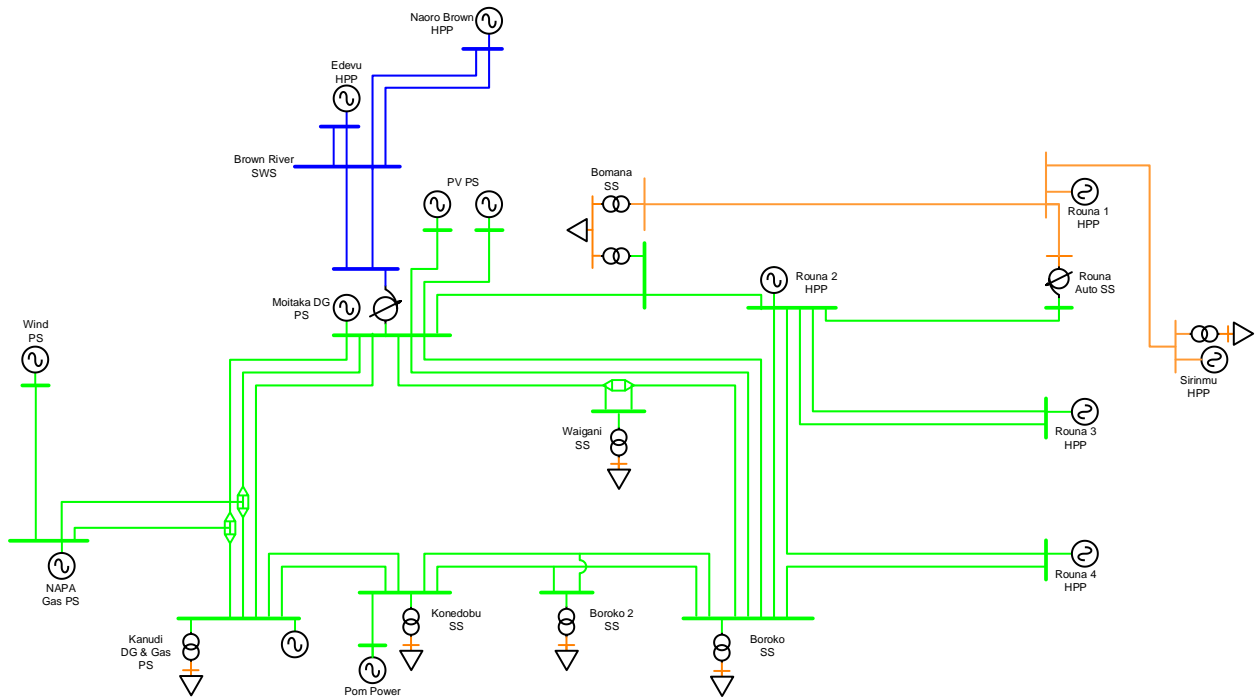 Naoro Brown
HPP
Edevu
HPP
Brown River
SWS
PV PS
Bomana
SS
Rouna 1
HPP
Rouna 2
HPP
Rouna
Auto SS
Moitaka DG
PS
Wind
PS
Sirinmu
HPP
Waigani
SS
Rouna 3
HPP
NAPA
Gas PS
Rouna 4
HPP
Kanudi
DG & Gas
PS
Konedobu
SS
Boroko 2
SS
Boroko
SS
Pom Power